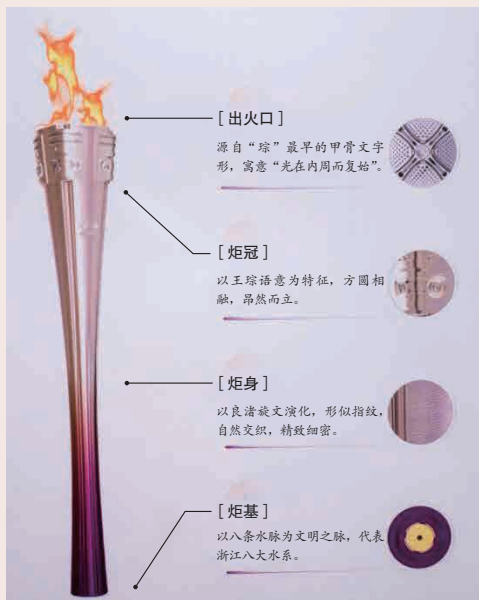 [ 出火口 ]
源自“琮”最早的甲骨文字
形，寓意“光在内周而复始”。
[ 炬冠 ]
以王琮语意为特征，方圆相
融，昂然而立。
[ 炬身 ]
以良渚旋文演化，形似指纹，
自然交织，精致细密。
[ 炬基 ]
以八条水脉为文明之脉，代表
浙江八大水系。